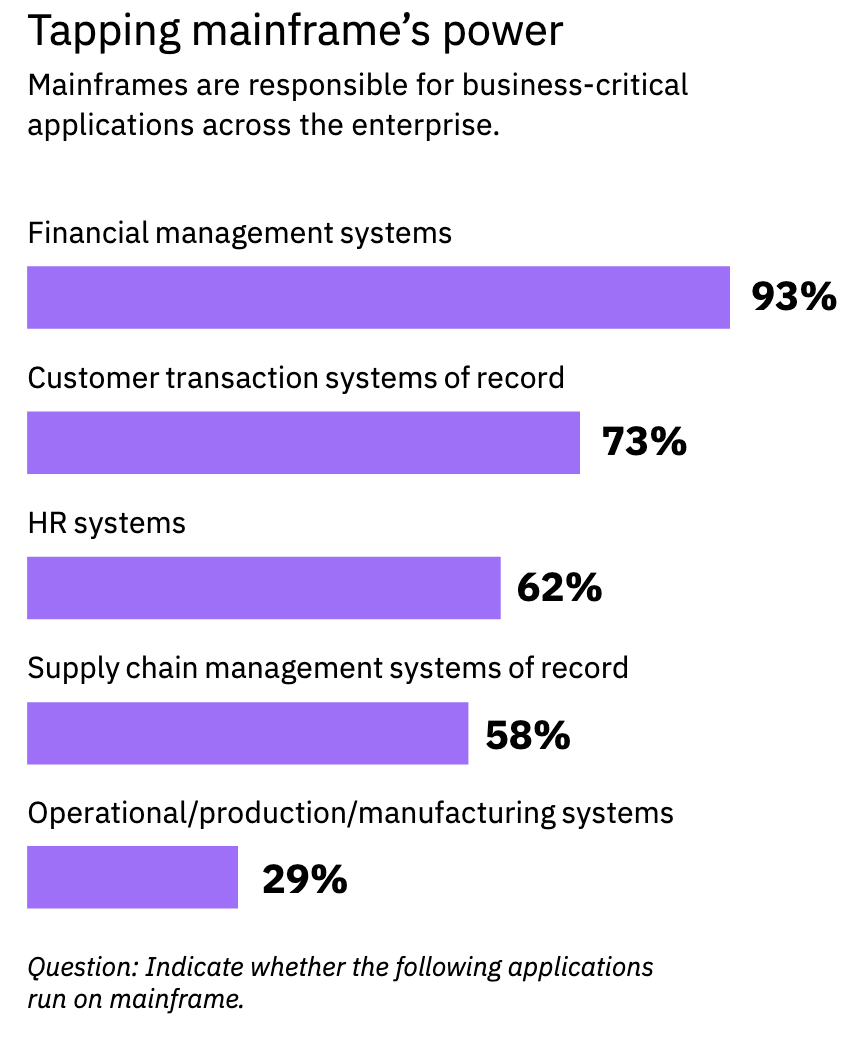 Tapping mainframe’s power
Mainframes are responsible for business-critical
applications across the enterprise.
Financial management systems
93%
Customer transaction systems of record
73%
HR systems
62%
Supply chain management systems of record
58%
Operational/production/manufacturing systems
29%
Question: Indicate whether the following applications
run on mainframe.